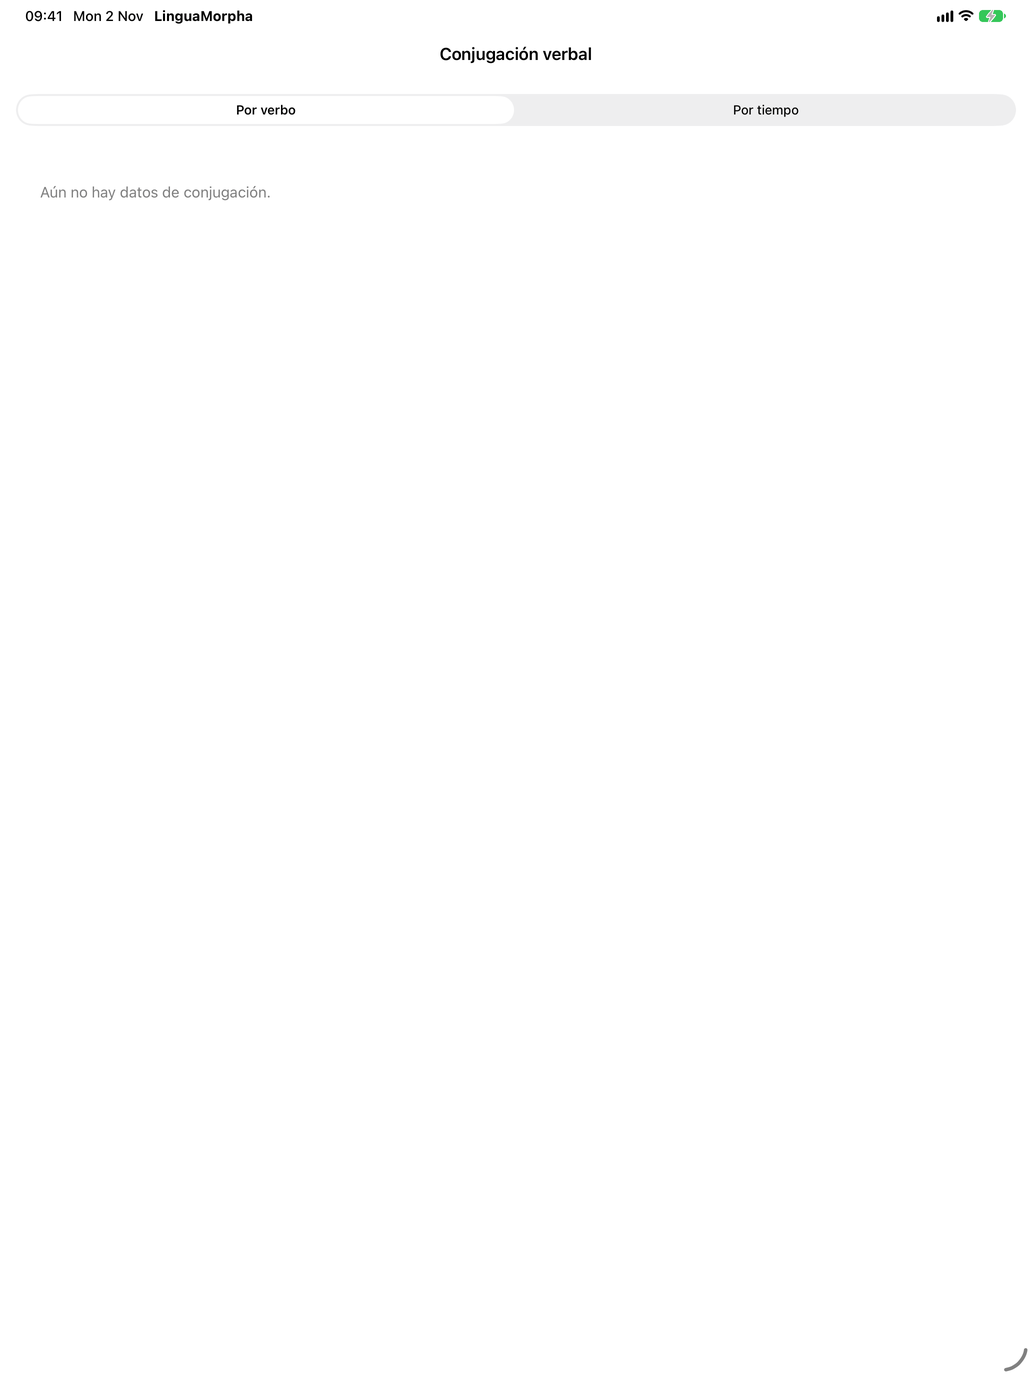 09:41 Mon 2 Nov LinguaMorpha
Conjugación verbal
Por verbo
Por tiempo
Aún no hay datos de conjugación.